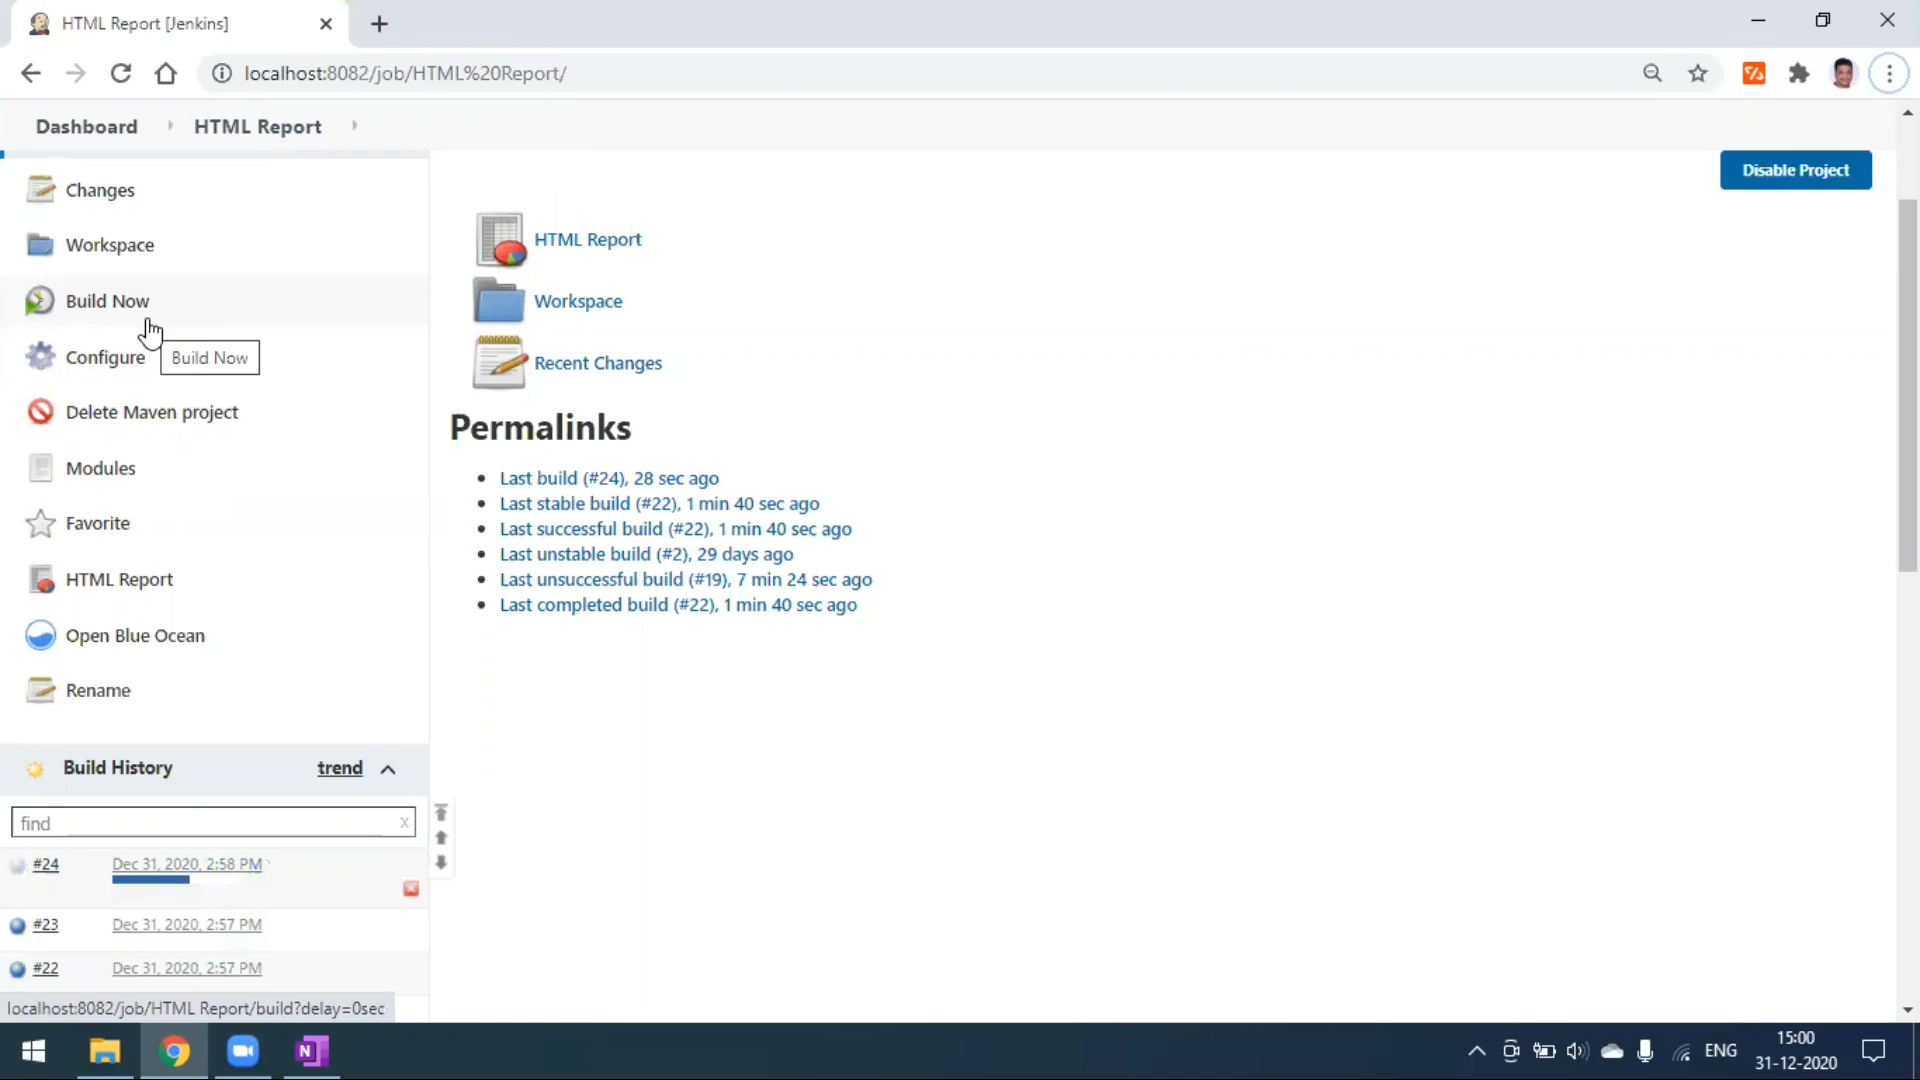 HTML Report [Jenkins]
localhost:8082/job/HTML%20Report/
Dashboard HTML Report
Disable Project
Changes
Workspace
Build Now
Configure
Build Now
Delete Maven project
Modules
Favorite
HTML Report
Open Blue Ocean
Rename
HTML Report
Workspace
Recent Changes
Permalinks
Last build (#24), 28 sec ago
Last stable build (#22), 1 min 40 sec ago
Last successful build (#22), 1 min 40 sec ago
Last unstable build (#2), 29 days ago
Last unsuccessful build (#19), 7 min 24 sec ago
Last completed build (#22), 1 min 40 sec ago
Build History trend
find x
#24 Dec 31, 2020, 2:58 PM
#23 Dec 31, 2020, 2:57 PM
#22 Dec 31, 2020, 2:57 PM
localhost:8082/job/HTML Report/build?delay=0sec
N
ENG
15:00
31-12-2020